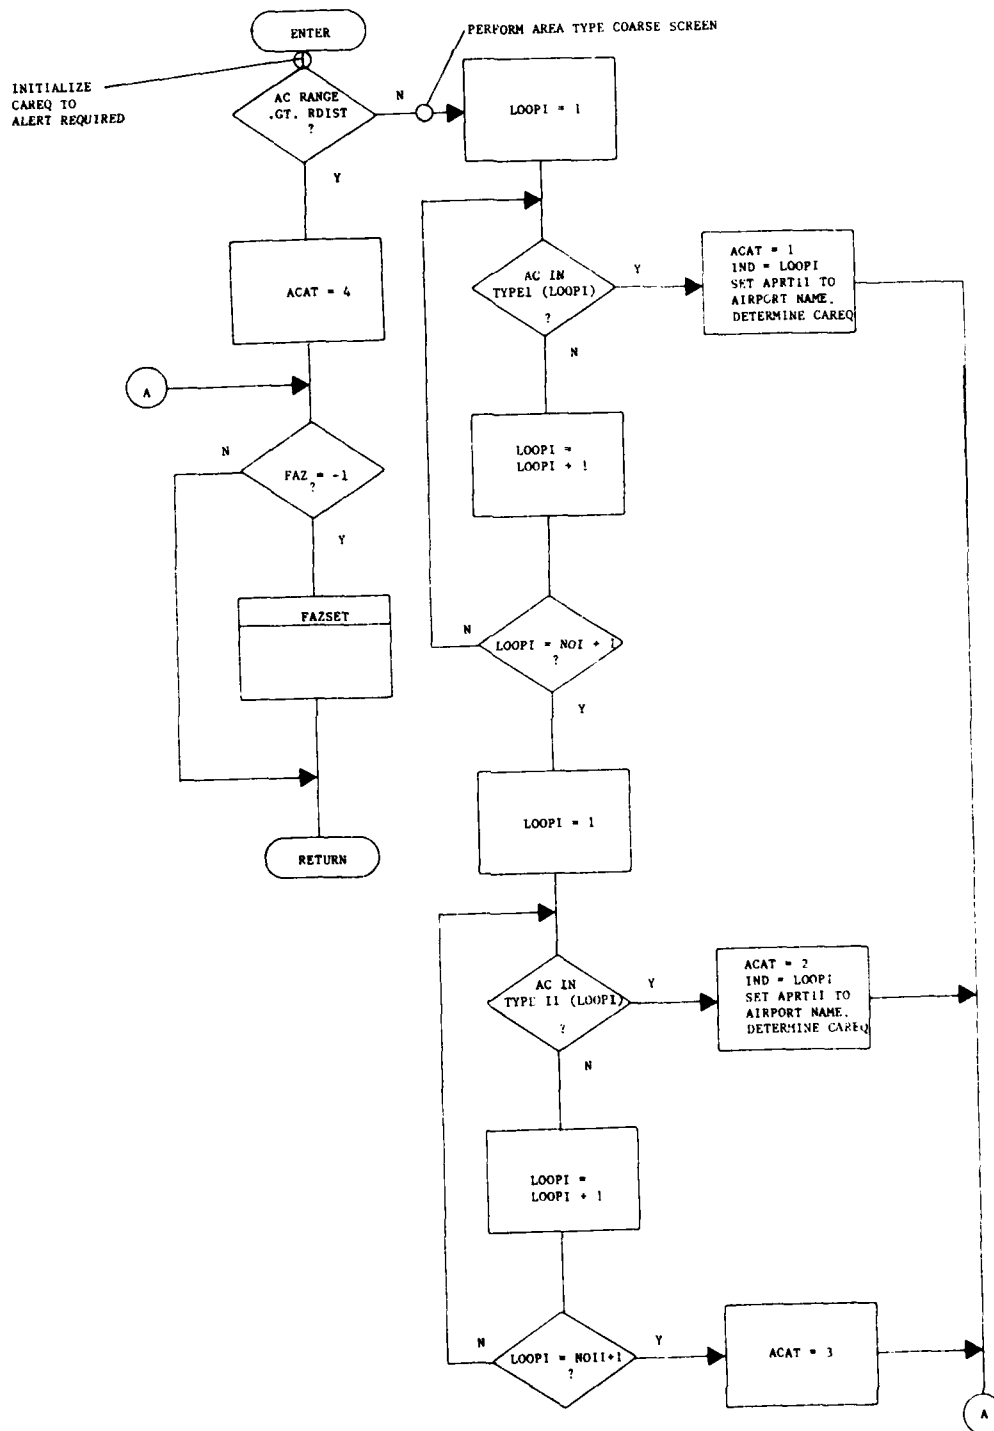 ENTER
PERFORM AREA TYPE COARSE SCREEN
INITIALIZE
CAREQ TO
ALERT REQUIRED
AC RANGE
.GT. RDIST
?
N
Y
LOOPI = 1
ACAT = 4
A
FAZ = -1
?
N
Y
FAZSET
RETURN
AC IN
TYPE1 (LOOPI)
?
Y
N
ACAT = 1
IND = LOOPI
SET APRTII TO
AIRPORT NAME.
DETERMINE CAREQ
LOOPI =
LOOPI + 1
LOOPI = NOI + 1
?
N
Y
LOOPI = 1
AC IN
TYPE II (LOOPI)
?
Y
N
ACAT = 2
IND = LOOPI
SET APRTII TO
AIRPORT NAME.
DETERMINE CAREQ
LOOPI =
LOOPI + 1
LOOPI = NOII+1
?
N
Y
ACAT = 3
A